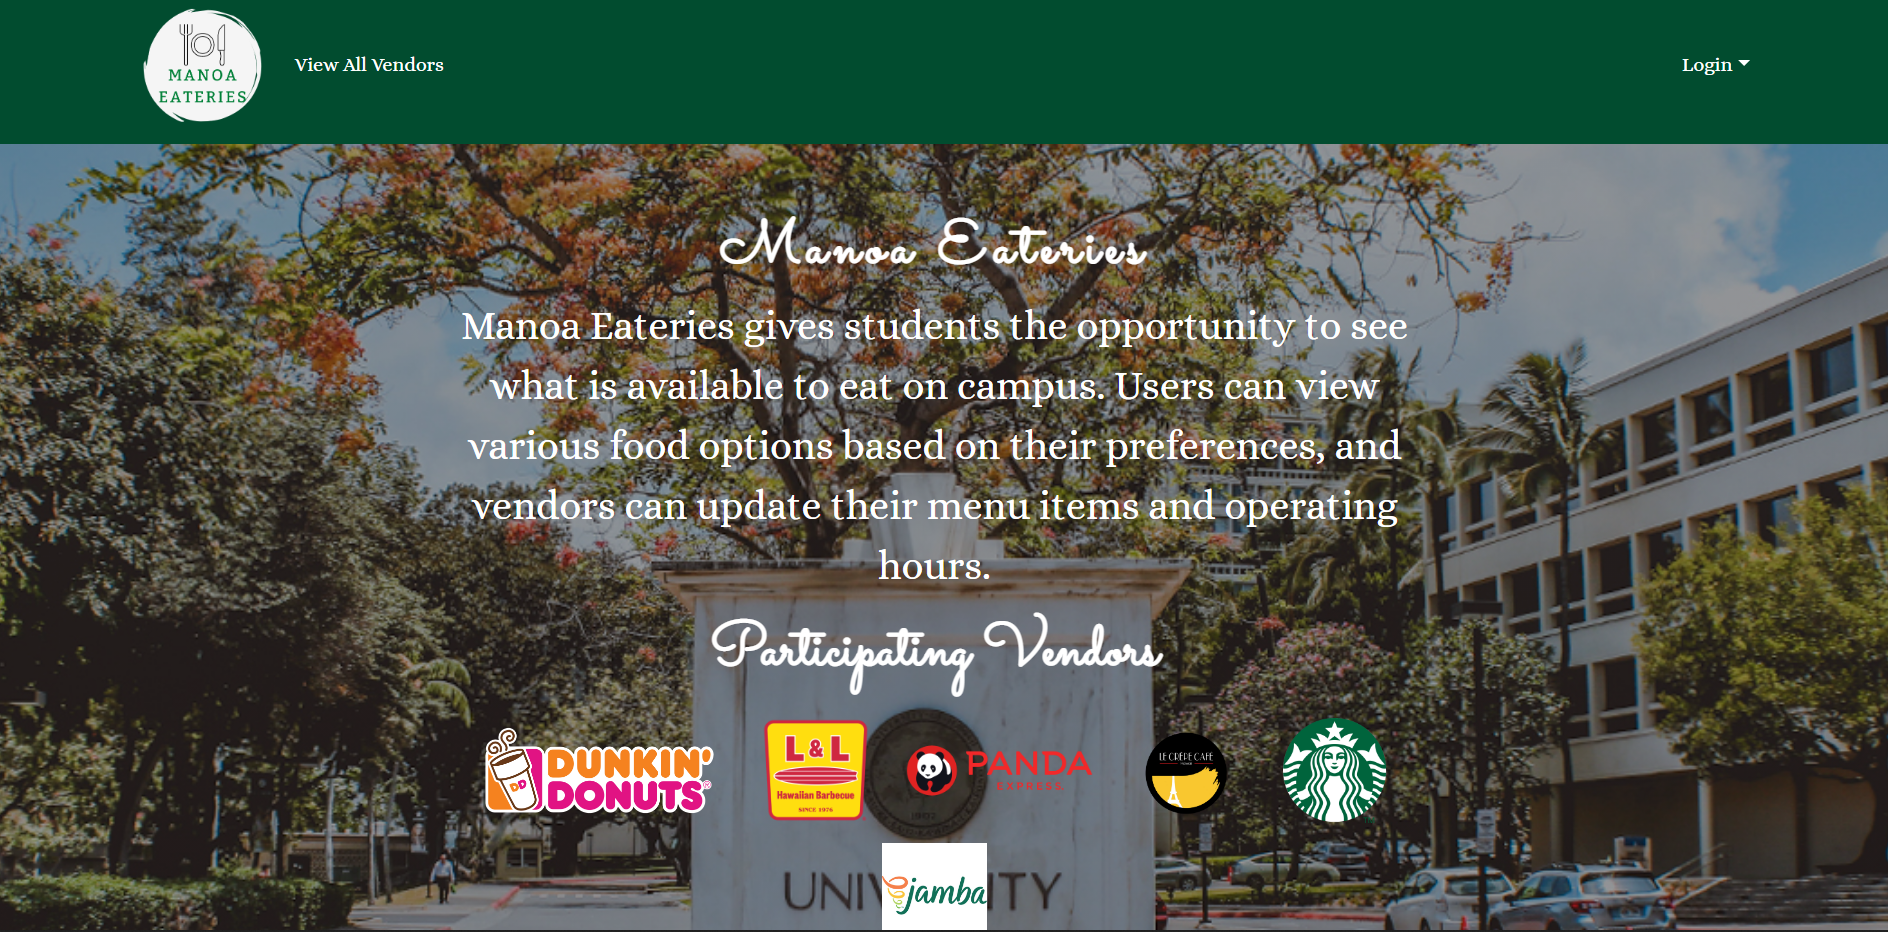 MANOA
EATERIES
View All Vendors
Login
Manoa Eateries
Manoa Eateries gives students the opportunity to see
what is available to eat on campus. Users can view
various food options based on their preferences, and
vendors can update their menu items and operating
hours.
Participating Vendors
DUNKIN'
DONUTS
DD
L&L
Hawaiian Barbecue
SINCE 1976
PANDA
EXPRESS
LE CRÊPE CAFÉ
1907
UNIV
ITY
jamba